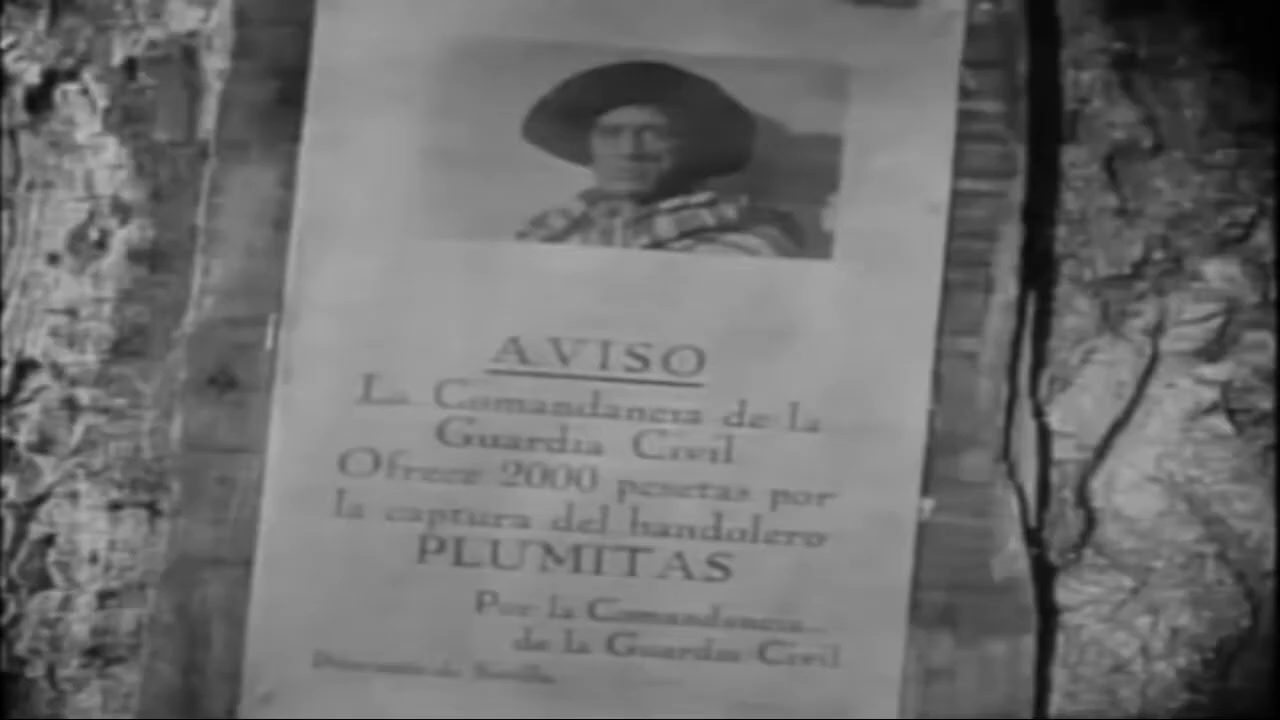 AVISO
La Comandancia de la
Guardia Civil
Ofrece 2000 pesetas por
la captura del bandolero
PLUMITAS
Por la Comandancia
de la Guardia Civil